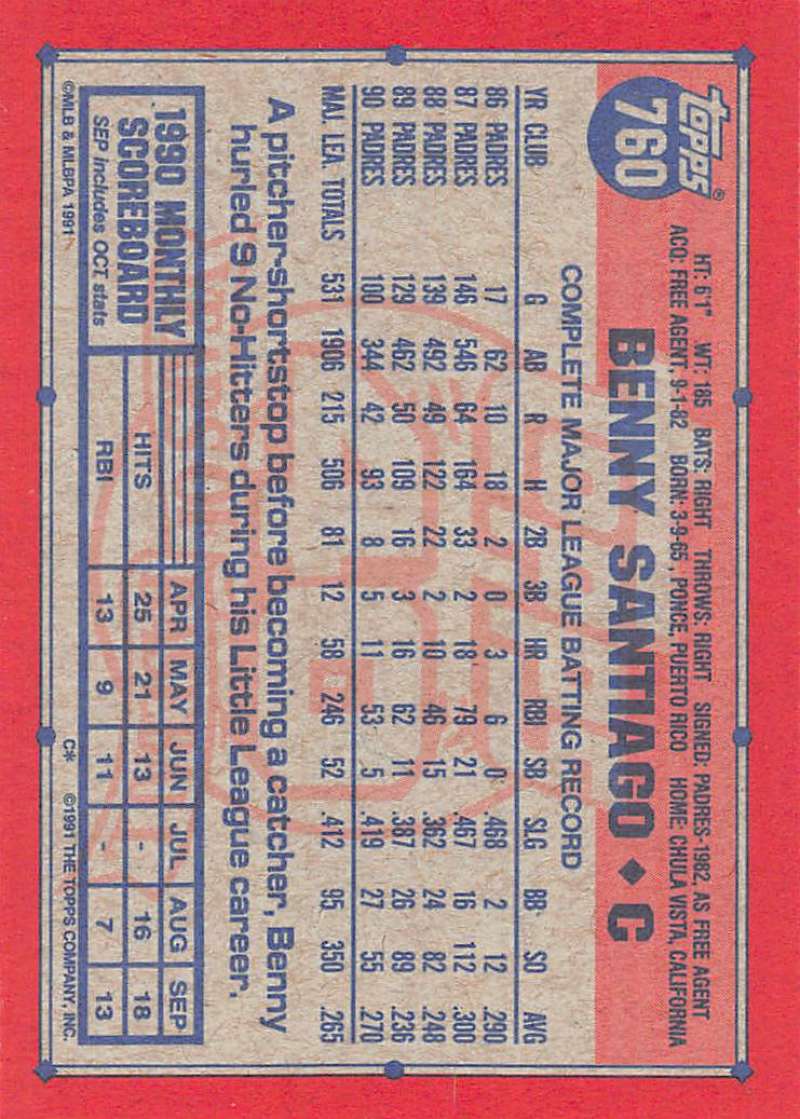 topps®
760
BENNY SANTIAGO ♦ C
HT: 6'1" WT: 185 BATS: RIGHT THROWS: RIGHT SIGNED: PADRES-1982, AS FREE AGENT
ACQ: FREE AGENT, 9-1-82 BORN: 3-9-65, PONCE, PUERTO RICO HOME: CHULA VISTA, CALIFORNIA
COMPLETE MAJOR LEAGUE BATTING RECORD
YR CLUB G AB R H 2B 3B HR RBI SB SLG BB SO AVG
86 PADRES 17 62 10 18 2 0 3 6 0 .468 2 12 .290
87 PADRES 146 546 64 164 33 2 18 79 21 .467 16 112 .300
88 PADRES 139 492 49 122 22 2 10 46 15 .362 24 82 .248
89 PADRES 129 462 50 109 16 3 16 62 11 .387 26 89 .236
90 PADRES 100 344 42 93 8 5 11 53 5 .419 27 55 .270
MAJ. LEA. TOTALS 531 1906 215 506 81 12 58 246 52 .412 95 350 .265
A pitcher-shortstop before becoming a catcher, Benny
hurled 9 No-Hitters during his Little League career.
1990 MONTHLY
SCOREBOARD
SEP includes OCT stats
APR MAY JUN JUL AUG SEP
HITS 25 21 13 - 16 18
RBI 13 9 11 - 7 13
©MLB & MLBPA 1991 C* ©1991 THE TOPPS COMPANY, INC.